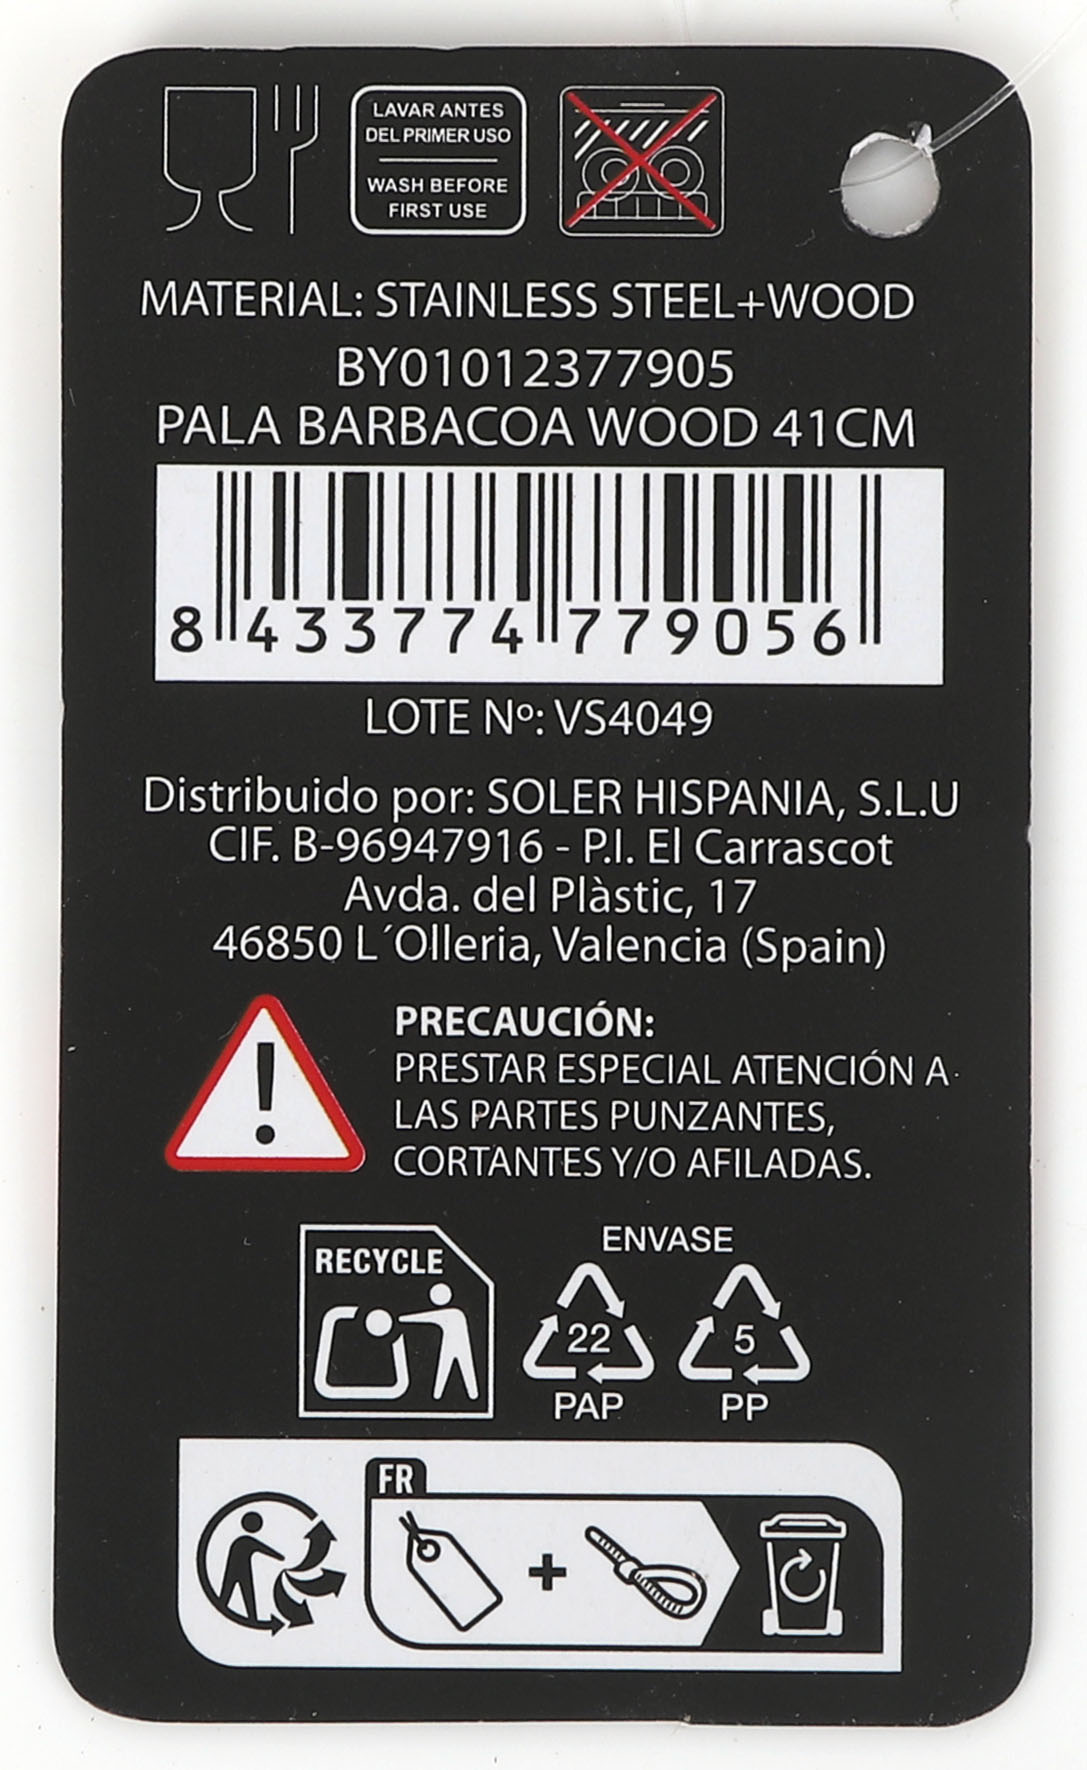 LAVAR ANTES
DEL PRIMER USO
WASH BEFORE
FIRST USE
MATERIAL: STAINLESS STEEL+WOOD
BY01012377905
PALA BARBACOA WOOD 41CM
8 433774 779056
LOTE Nº: VS4049
Distribuido por: SOLER HISPANIA, S.L.U
CIF. B-96947916 - P.I. El Carrascot
Avda. del Plàstic, 17
46850 L´Olleria, Valencia (Spain)
PRECAUCIÓN:
PRESTAR ESPECIAL ATENCIÓN A
LAS PARTES PUNZANTES,
CORTANTES Y/O AFILADAS.
RECYCLE
ENVASE
22
PAP
5
PP
FR
+